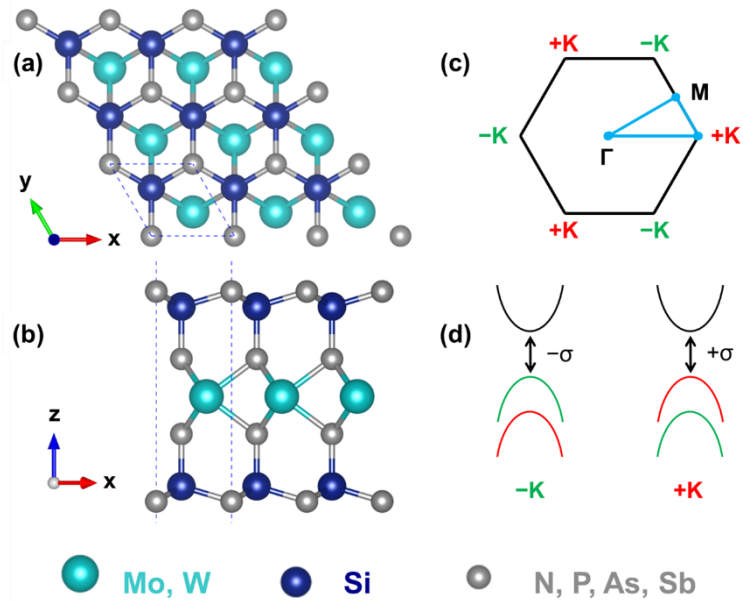 (a)
y
x
(b)
z
x
(c)
+K
−K
M
−K
Γ
+K
+K
−K
(d)
−σ
+σ
−K
+K
Mo, W
Si
N, P, As, Sb